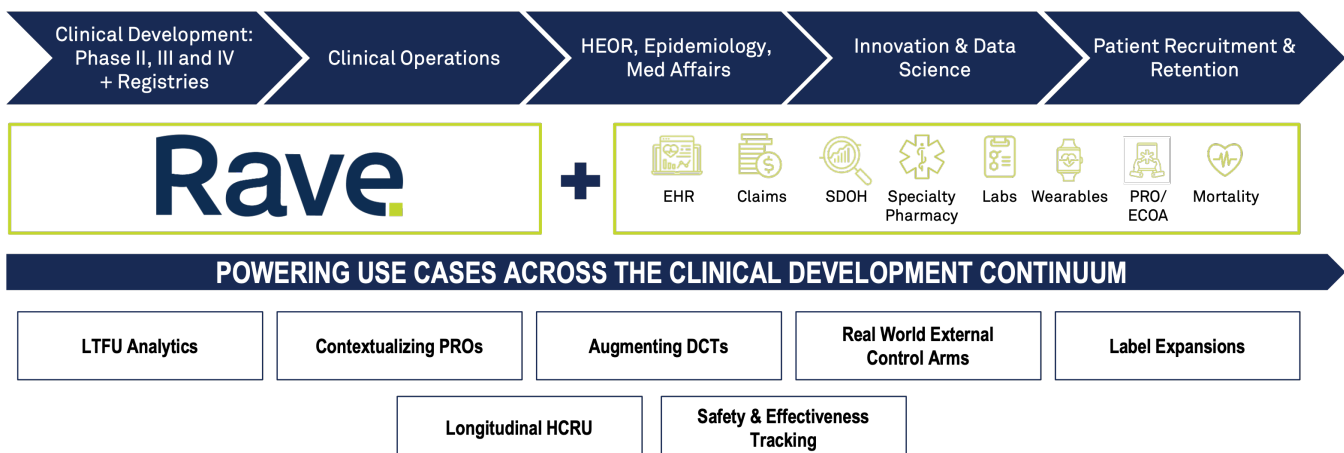 Clinical Development:
Phase II, III and IV
+ Registries
Clinical Operations
HEOR, Epidemiology,
Med Affairs
Innovation & Data
Science
Patient Recruitment &
Retention
Rave
+
EHR
Claims
SDOH
Specialty
Pharmacy
Labs
Wearables
PRO/
ECOA
Mortality
POWERING USE CASES ACROSS THE CLINICAL DEVELOPMENT CONTINUUM
LTFU Analytics
Contextualizing PROs
Augmenting DCTs
Real World External
Control Arms
Label Expansions
Longitudinal HCRU
Safety & Effectiveness
Tracking